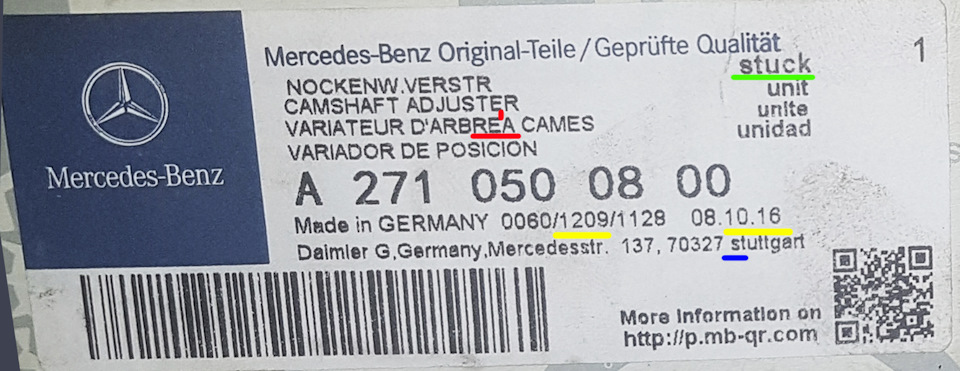 Mercedes-Benz
Mercedes-Benz Original-Teile / Geprüfte Qualität
1
stuck
unit
unite
unidad
NOCKENW.VERSTR
CAMSHAFT ADJUSTER
VARIATEUR D'ARBREA CAMES
VARIADOR DE POSICION
A 271 050 08 00
Made in GERMANY 0060/1209/1128 08.10.16
Daimler G,Germany,Mercedesstr. 137, 70327 stuttgart
More Information on
http://p.mb-qr.com